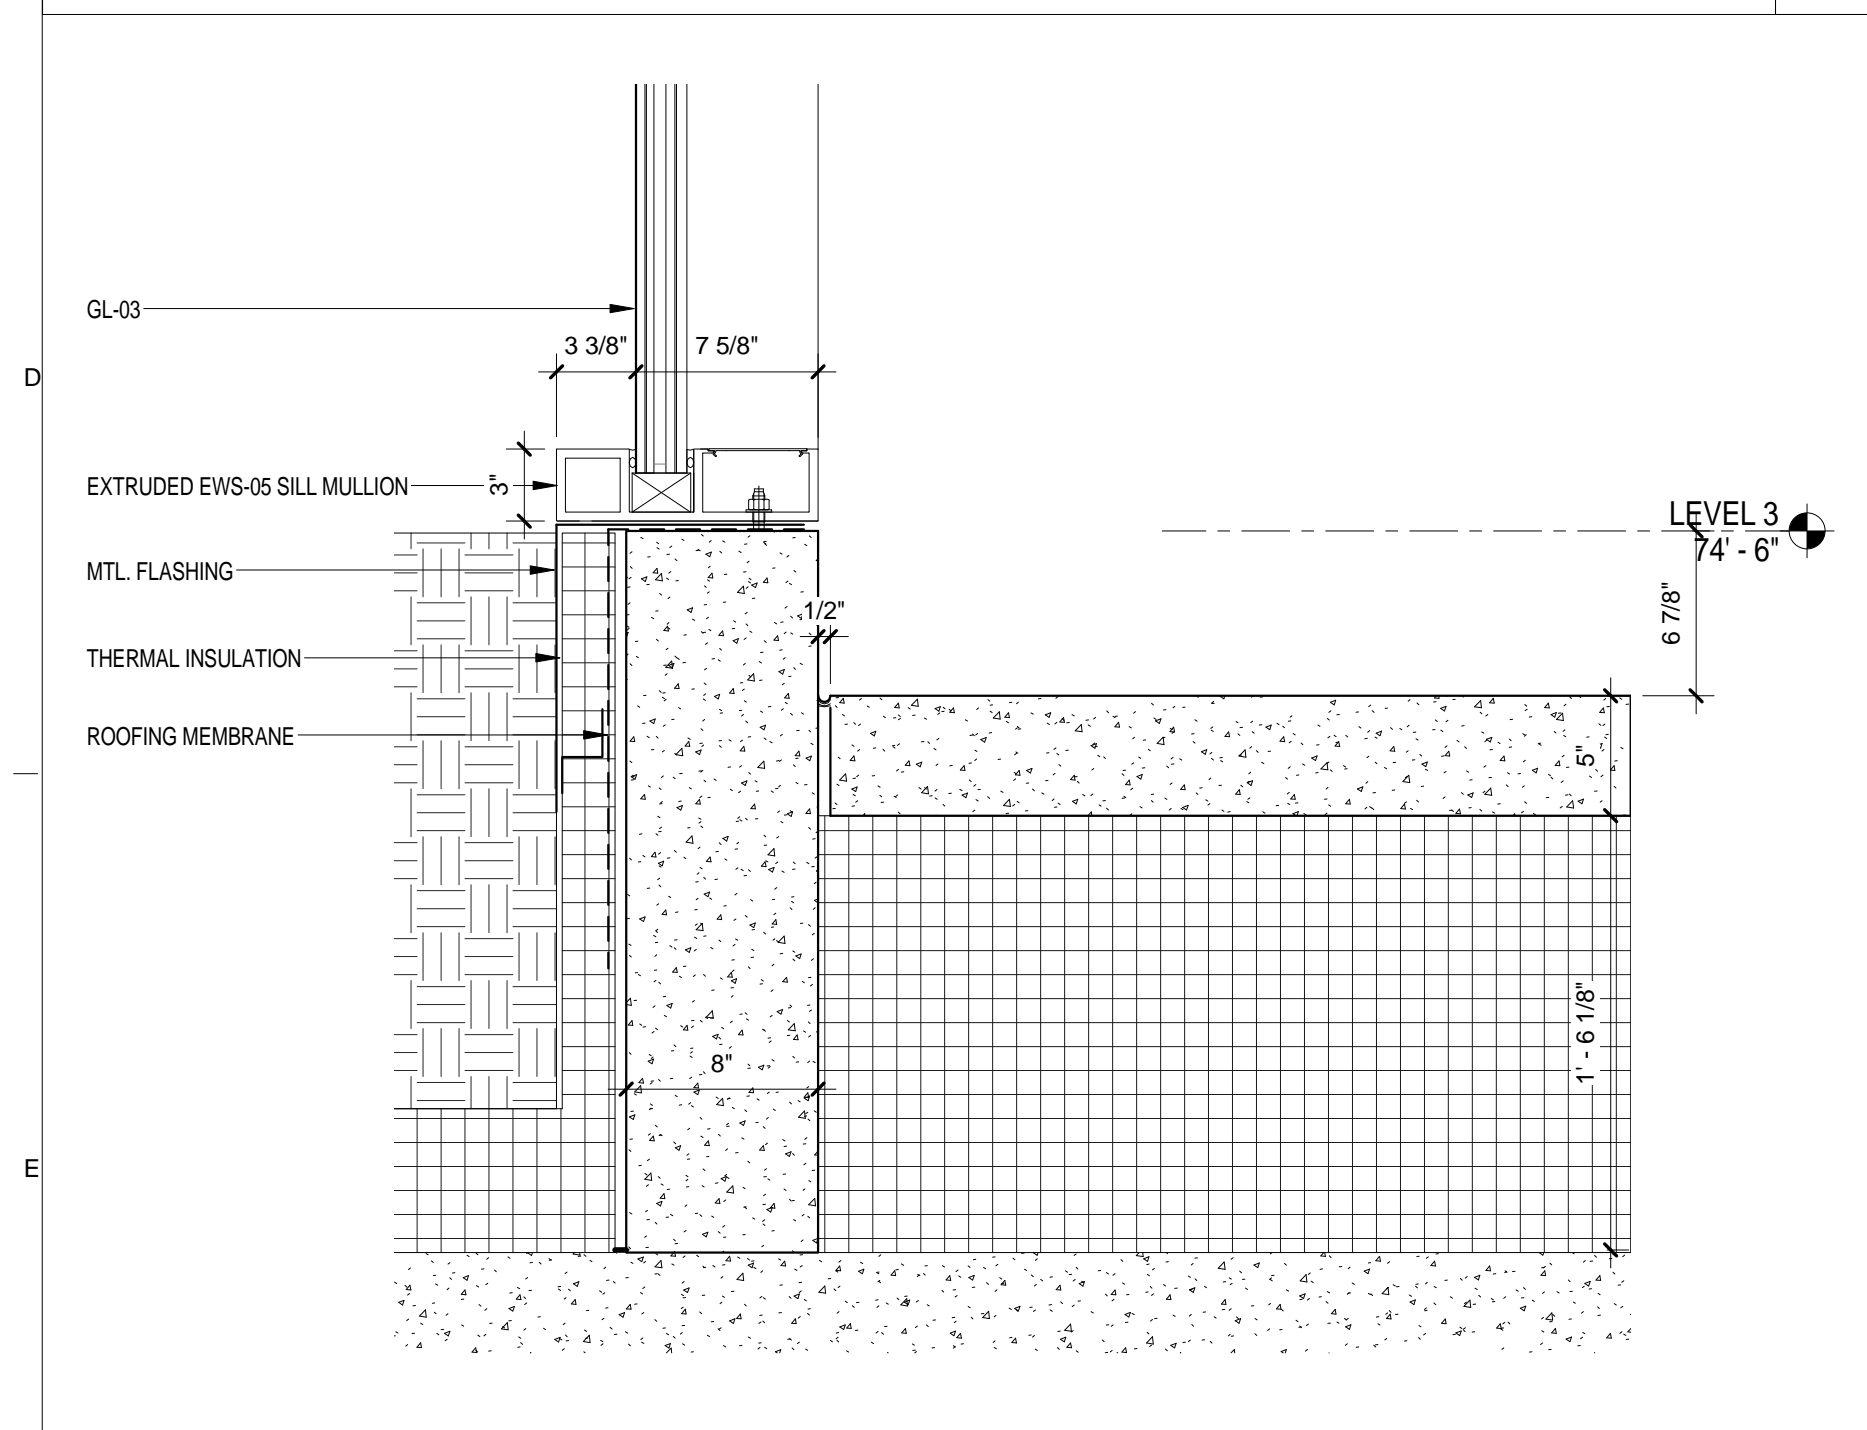 GL-03
3 3/8"
7 5/8"
D
EXTRUDED EWS-05 SILL MULLION
3"
LEVEL 3
74' - 6"
MTL. FLASHING
1/2"
6 7/8"
THERMAL INSULATION
ROOFING MEMBRANE
5"
1' - 6 1/8"
8"
E